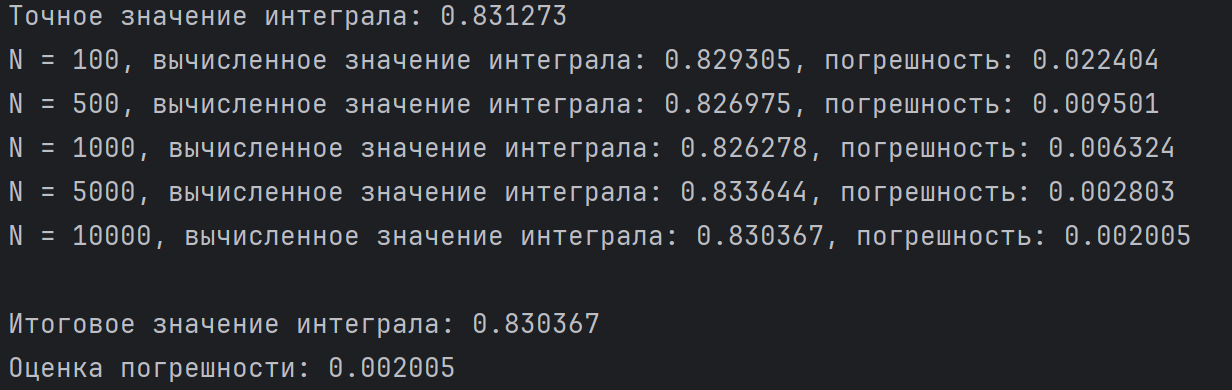 Точное значение интеграла: 0.831273
N = 100, вычисленное значение интеграла: 0.829305, погрешность: 0.022404
N = 500, вычисленное значение интеграла: 0.826975, погрешность: 0.009501
N = 1000, вычисленное значение интеграла: 0.826278, погрешность: 0.006324
N = 5000, вычисленное значение интеграла: 0.833644, погрешность: 0.002803
N = 10000, вычисленное значение интеграла: 0.830367, погрешность: 0.002005
Итоговое значение интеграла: 0.830367
Оценка погрешности: 0.002005